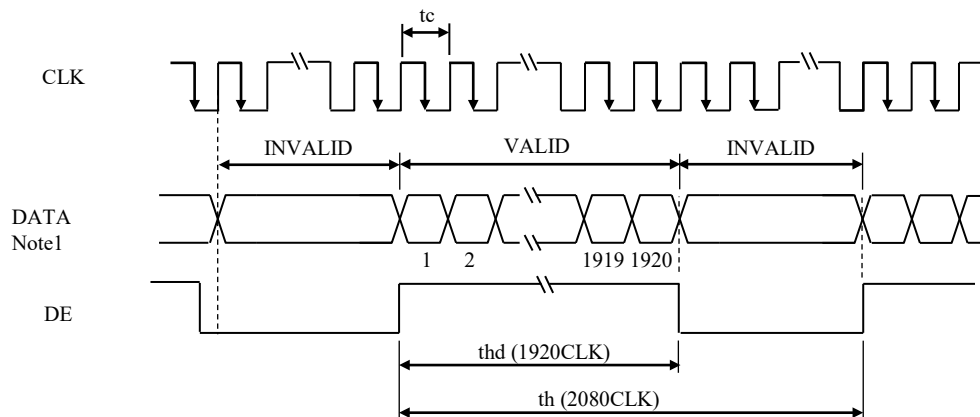 tc
CLK
INVALID VALID INVALID
DATA
Note1
1 2 1919 1920
DE
thd (1920CLK)
th (2080CLK)